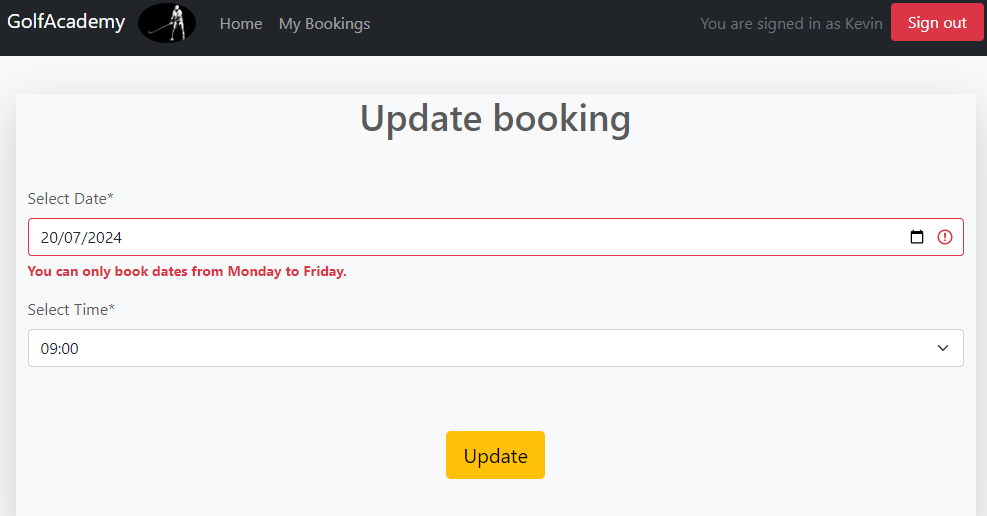 GolfAcademy Home My Bookings You are signed in as Kevin Sign out
Update booking
Select Date*
20/07/2024
You can only book dates from Monday to Friday.
Select Time*
09:00
Update